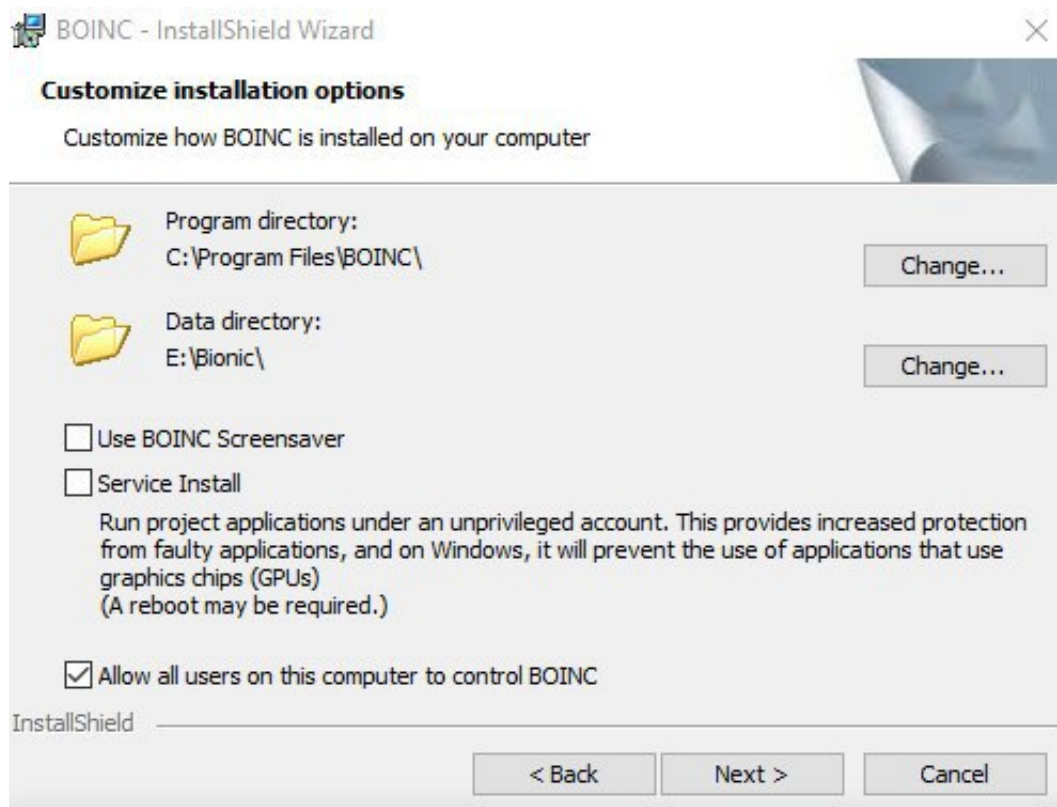 BOINC - InstallShield Wizard
Customize installation options
Customize how BOINC is installed on your computer
Program directory:
C:\Program Files\BOINC\
Change...
Data directory:
E:\Bionic\
Change...
Use BOINC Screensaver
Service Install
Run project applications under an unprivileged account. This provides increased protection
from faulty applications, and on Windows, it will prevent the use of applications that use
graphics chips (GPUs)
(A reboot may be required.)
Allow all users on this computer to control BOINC
InstallShield
< Back
Next >
Cancel